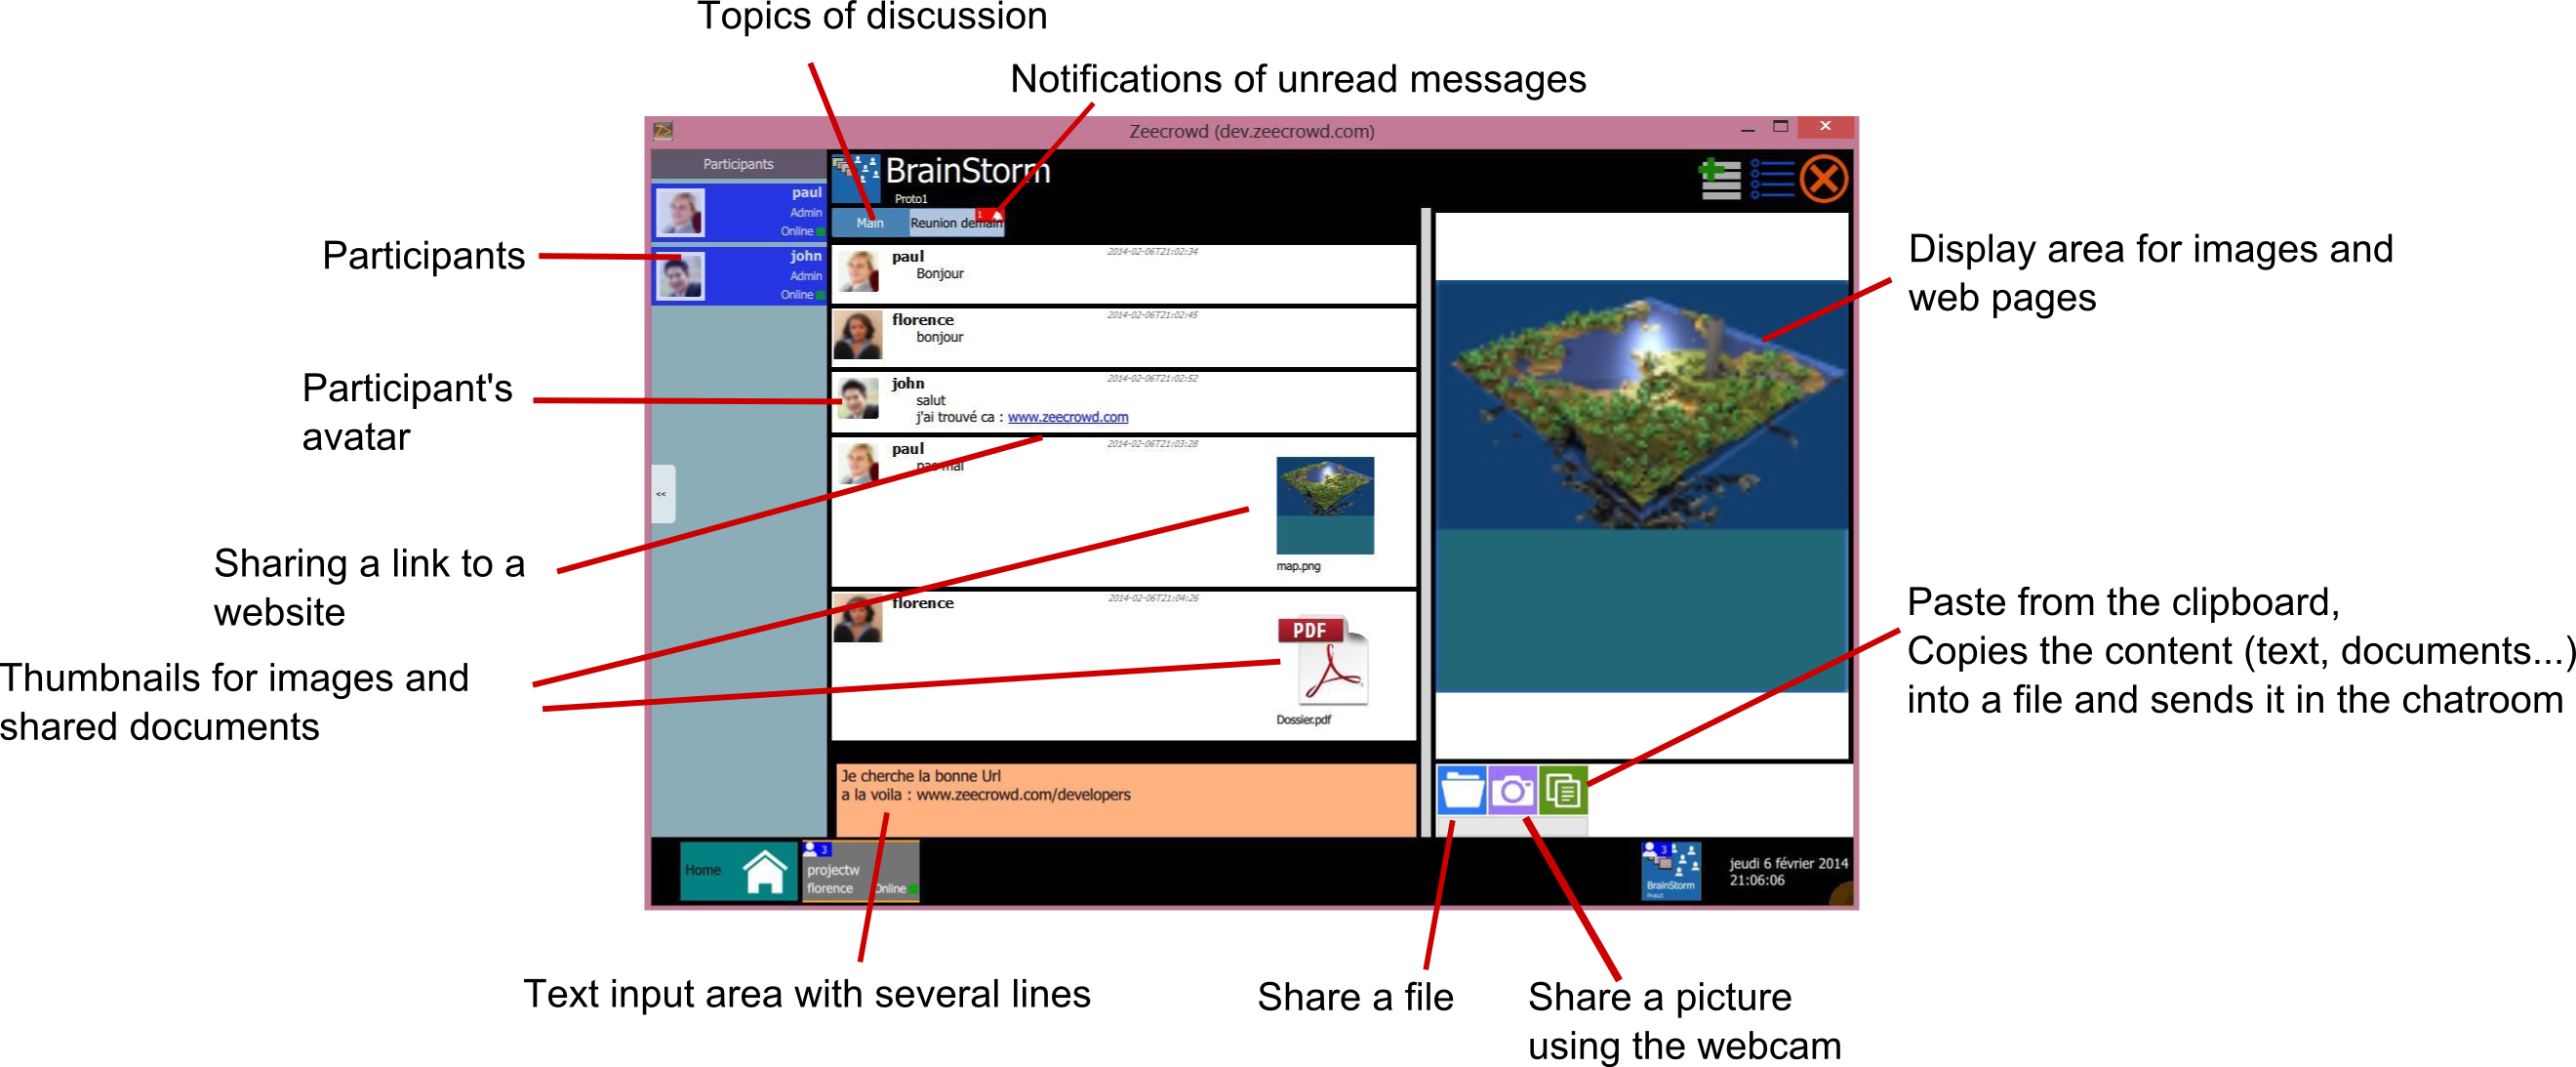 Topics of discussion
Notifications of unread messages
Zeecrowd (dev.zeecrowd.com)
Participants
paul
Admin
Online
john
Admin
Online
BrainStorm
Proto1
Main
Reunion demain
1
paul
2014-02-06T21:02:34
Bonjour
florence
2014-02-06T21:02:45
bonjour
john
2014-02-06T21:02:52
salut
j'ai trouvé ca : www.zeecrowd.com
paul
2014-02-06T21:03:28
pas mal
map.png
florence
2014-02-06T21:04:26
PDF
Dossier.pdf
<<
Je cherche la bonne Url
a la voila : www.zeecrowd.com/developers
Home
3
projectw
florence
Online
3
BrainStorm
Proto1
jeudi 6 février 2014
21:06:06
Participants
Participant's
avatar
Sharing a link to a
website
Thumbnails for images and
shared documents
Display area for images and
web pages
Paste from the clipboard,
Copies the content (text, documents...)
into a file and sends it in the chatroom
Text input area with several lines
Share a file
Share a picture
using the webcam